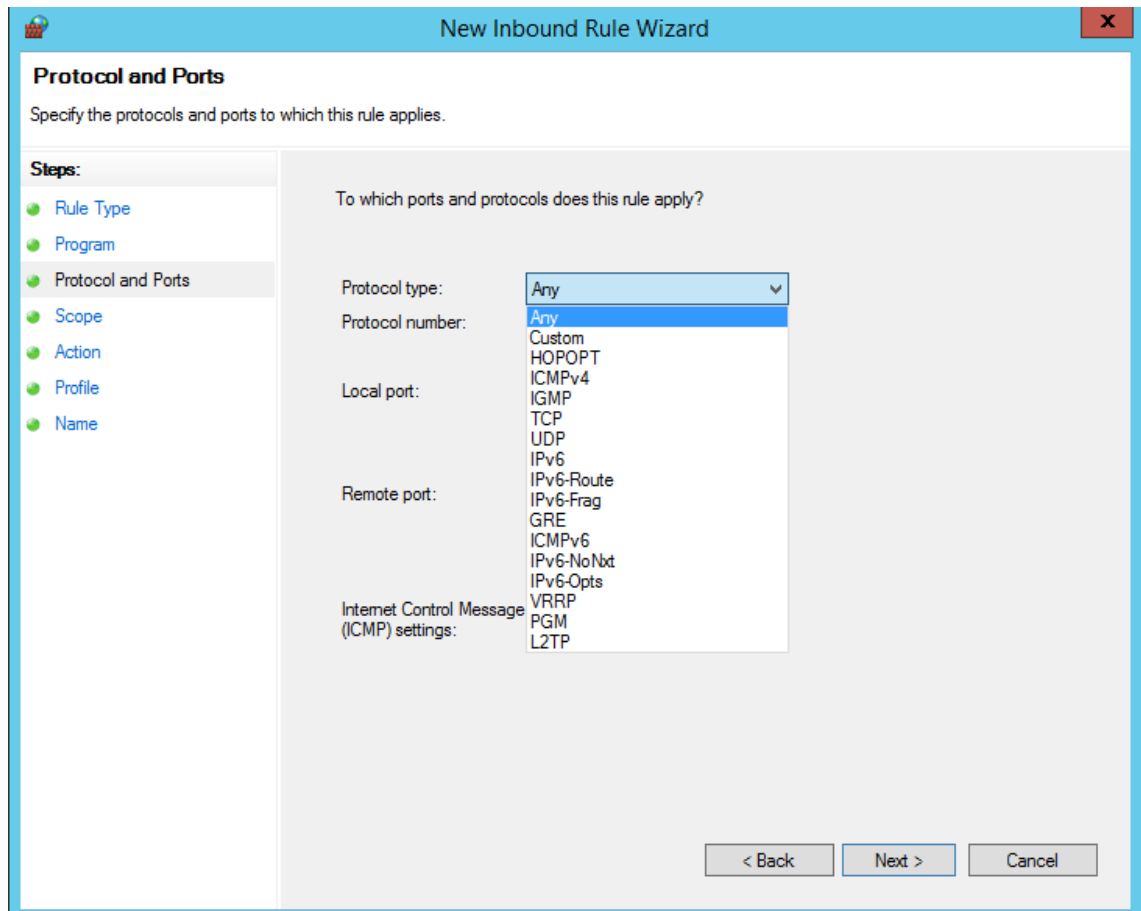 New Inbound Rule Wizard
x
Protocol and Ports
Specify the protocols and ports to which this rule applies.
Steps:
Rule Type
Program
Protocol and Ports
Scope
Action
Profile
Name
To which ports and protocols does this rule apply?
Protocol type:
Any
Protocol number:
Any
Custom
HOPOPT
ICMPv4
IGMP
TCP
UDP
IPv6
IPv6-Route
IPv6-Frag
GRE
ICMPv6
IPv6-NoNxt
IPv6-Opts
VRRP
PGM
L2TP
Local port:
Remote port:
Internet Control Message
(ICMP) settings:
< Back
Next >
Cancel